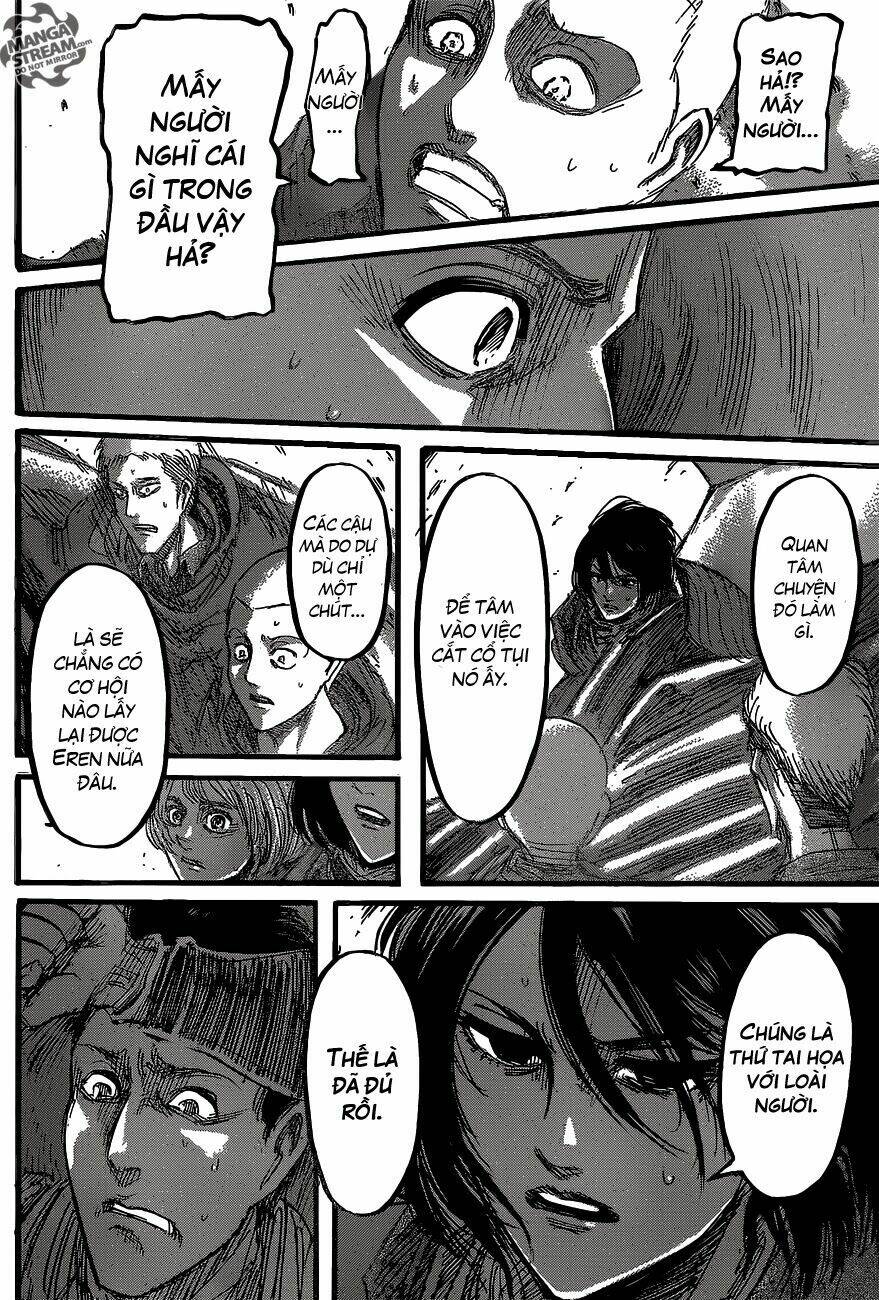 MANGA
STREAM.com
DO NOT MIRROR
SAO
HẢ!?
MẤY
NGƯỜI...
MẤY
NGƯỜI
...
MẤY
NGƯỜI
NGHĨ CÁI
GÌ TRONG
ĐẦU VẬY
HẢ?
QUAN
TÂM
CHUYỆN
ĐÓ LÀM
GÌ.
ĐỂ TÂM
VÀO VIỆC
CẮT CỔ TỤI
NÓ ẤY.
CÁC CẬU
MÀ DO DỰ
DÙ CHỈ
MỘT
CHÚT...
LÀ SẼ
CHẲNG CÓ
CƠ HỘI
NÀO LẤY
LẠI ĐƯỢC
EREN NỮA
ĐÂU.
CHÚNG LÀ
THỨ TAI HỌA
VỚI LOÀI
NGƯỜI.
THẾ LÀ
ĐÃ ĐỦ
RỒI.